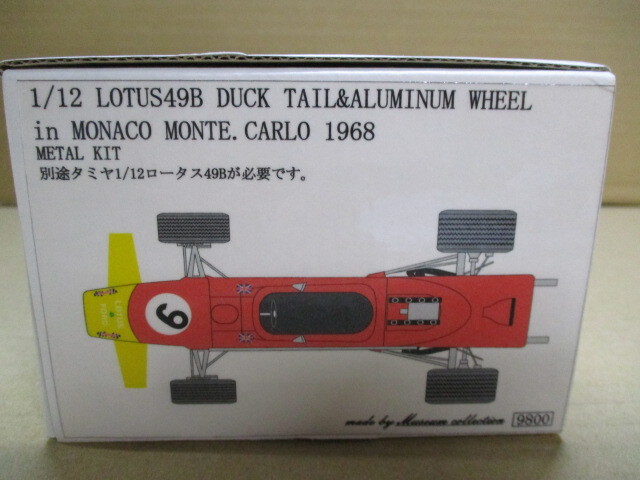 1/12 LOTUS49B DUCK TAIL&ALUMINUM WHEEL
in MONACO MONTE.CARLO 1968
METAL KIT
別途タミヤ1/12ロータス49Bが必要です。
9
LOTUS
made by Museum collection 9800